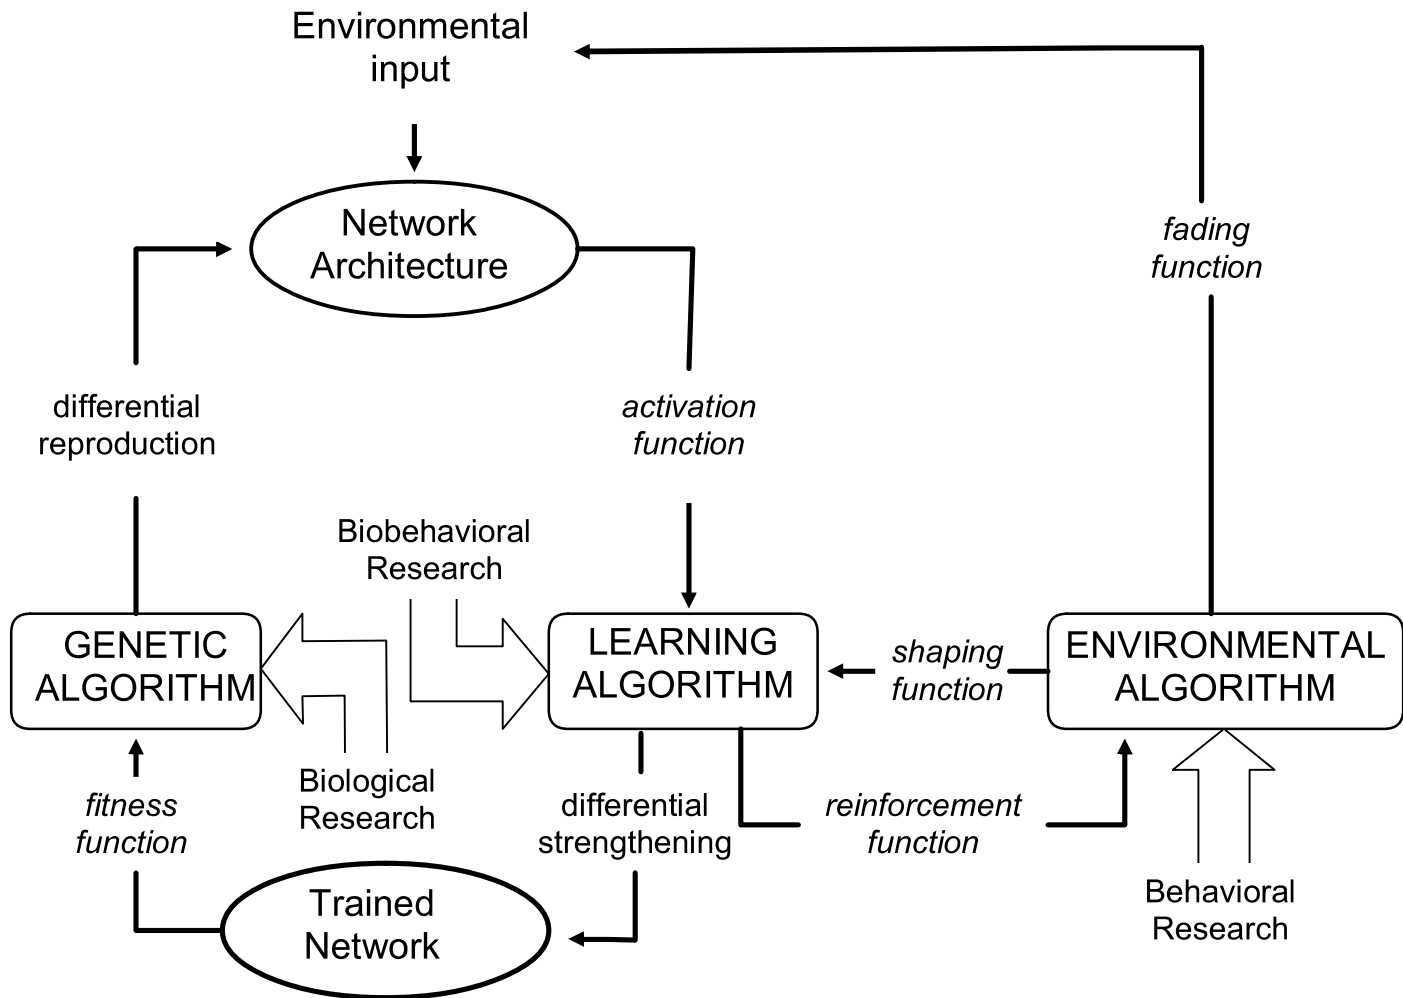 Environmental
input
Network
Architecture
fading
function
differential
reproduction
activation
function
Biobehavioral
Research
GENETIC
ALGORITHM
LEARNING
ALGORITHM
shaping
function
ENVIRONMENTAL
ALGORITHM
fitness
function
Biological
Research
differential
strengthening
reinforcement
function
Behavioral
Research
Trained
Network